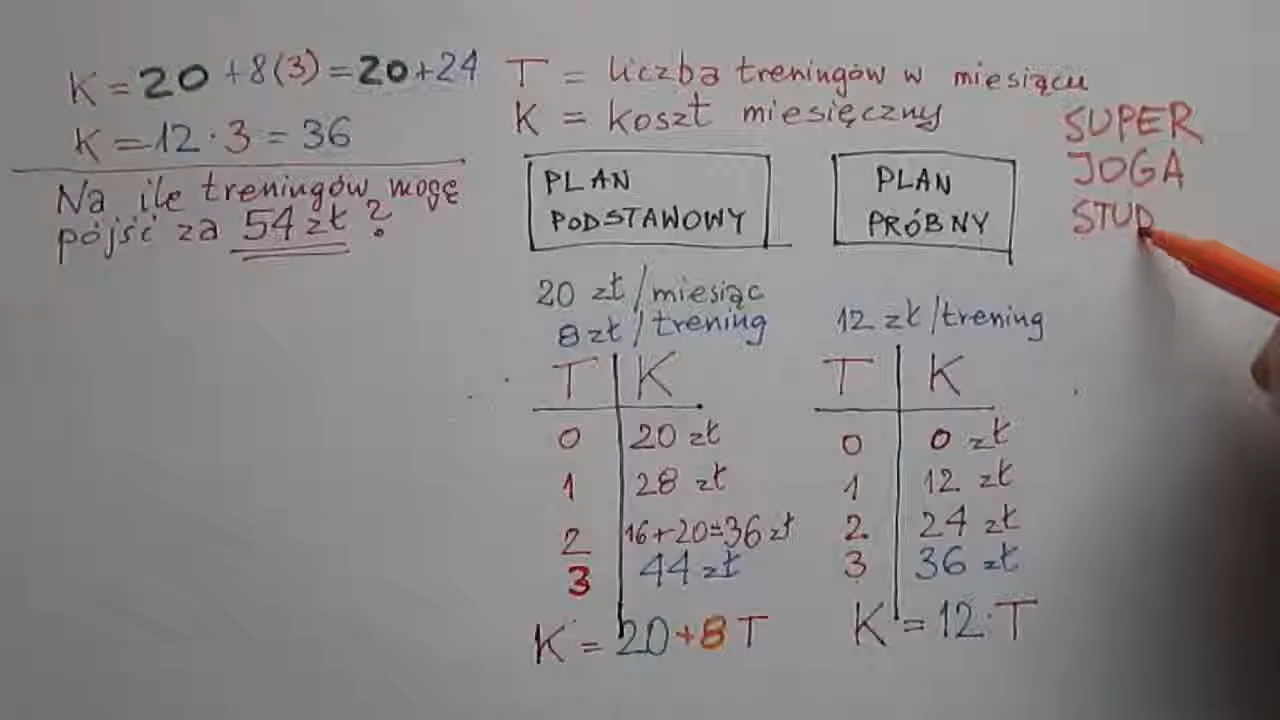 K = 20 + 8(3) = 20 + 24
K = 12 · 3 = 36
Na ile treningów mogę
pójść za 54 zł ?
T = liczba treningów w miesiącu
K = koszt miesięczny
SUPER
JOGA
STUD
PLAN
PODSTAWOWY
20 zł/miesiąc
8 zł/trening
T K
0 20 zł
1 28 zł
2 16+20=36 zł
3 44 zł
K = 20 + 8 T
PLAN
PRÓBNY
12 zł/trening
T K
0 0 zł
1 12 zł
2 24 zł
3 36 zł
K = 12 · T